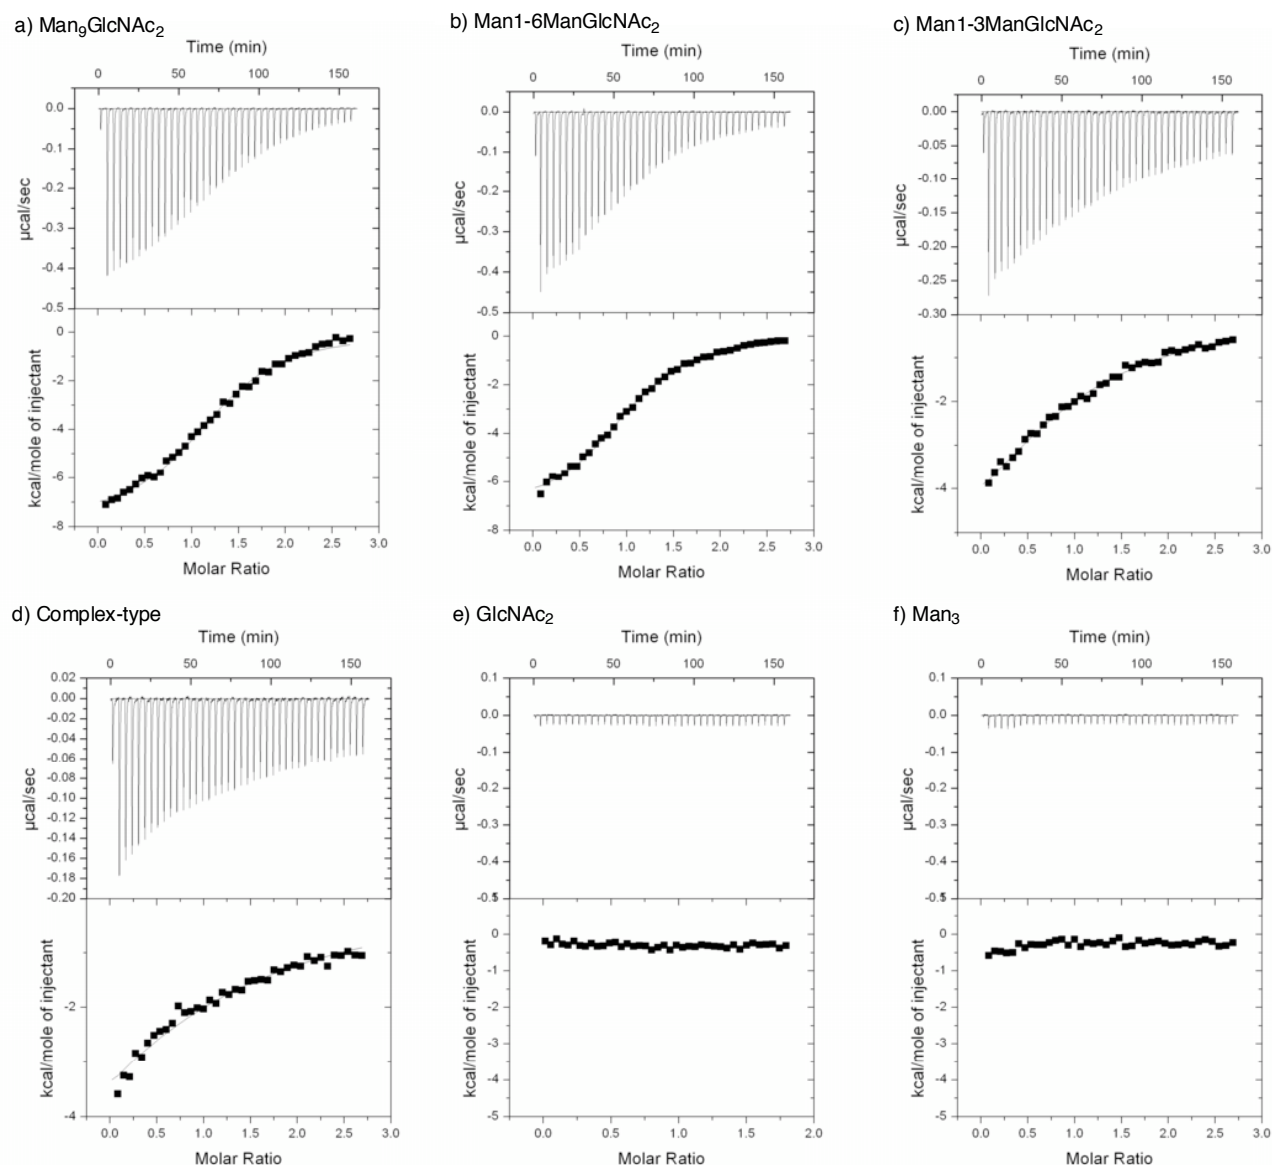 a) Man9GlcNAc2
Time (min)
0 50 100 150
0.0
-0.1
-0.2
-0.3
-0.4
-0.5
µcal/sec
0
-2
-4
-6
-8
kcal/mole of injectant
0.0 0.5 1.0 1.5 2.0 2.5 3.0
Molar Ratio
b) Man1-6ManGlcNAc2
Time (min)
0 50 100 150
0.0
-0.1
-0.2
-0.3
-0.4
-0.5
µcal/sec
0
-2
-4
-6
-8
kcal/mole of injectant
0.0 0.5 1.0 1.5 2.0 2.5 3.0
Molar Ratio
c) Man1-3ManGlcNAc2
Time (min)
0 50 100 150
0.00
-0.05
-0.10
-0.15
-0.20
-0.25
-0.30
µcal/sec
-2
-4
kcal/mole of injectant
0.0 0.5 1.0 1.5 2.0 2.5 3.0
Molar Ratio
d) Complex-type
Time (min)
0 50 100 150
0.02
0.00
-0.02
-0.04
-0.06
-0.08
-0.10
-0.12
-0.14
-0.16
-0.18
-0.20
µcal/sec
-2
-4
kcal/mole of injectant
0.0 0.5 1.0 1.5 2.0 2.5 3.0
Molar Ratio
e) GlcNAc2
Time (min)
0 50 100 150
0.1
0.0
-0.1
-0.2
-0.3
-0.4
-0.5
µcal/sec
0
-1
-2
-3
-4
-5
kcal/mole of injectant
0.0 0.5 1.0 1.5 2.0
Molar Ratio
f) Man3
Time (min)
0 50 100 150
0.1
0.0
-0.1
-0.2
-0.3
-0.4
-0.5
µcal/sec
0
-1
-2
-3
-4
-5
kcal/mole of injectant
0.0 0.5 1.0 1.5 2.0 2.5 3.0
Molar Ratio